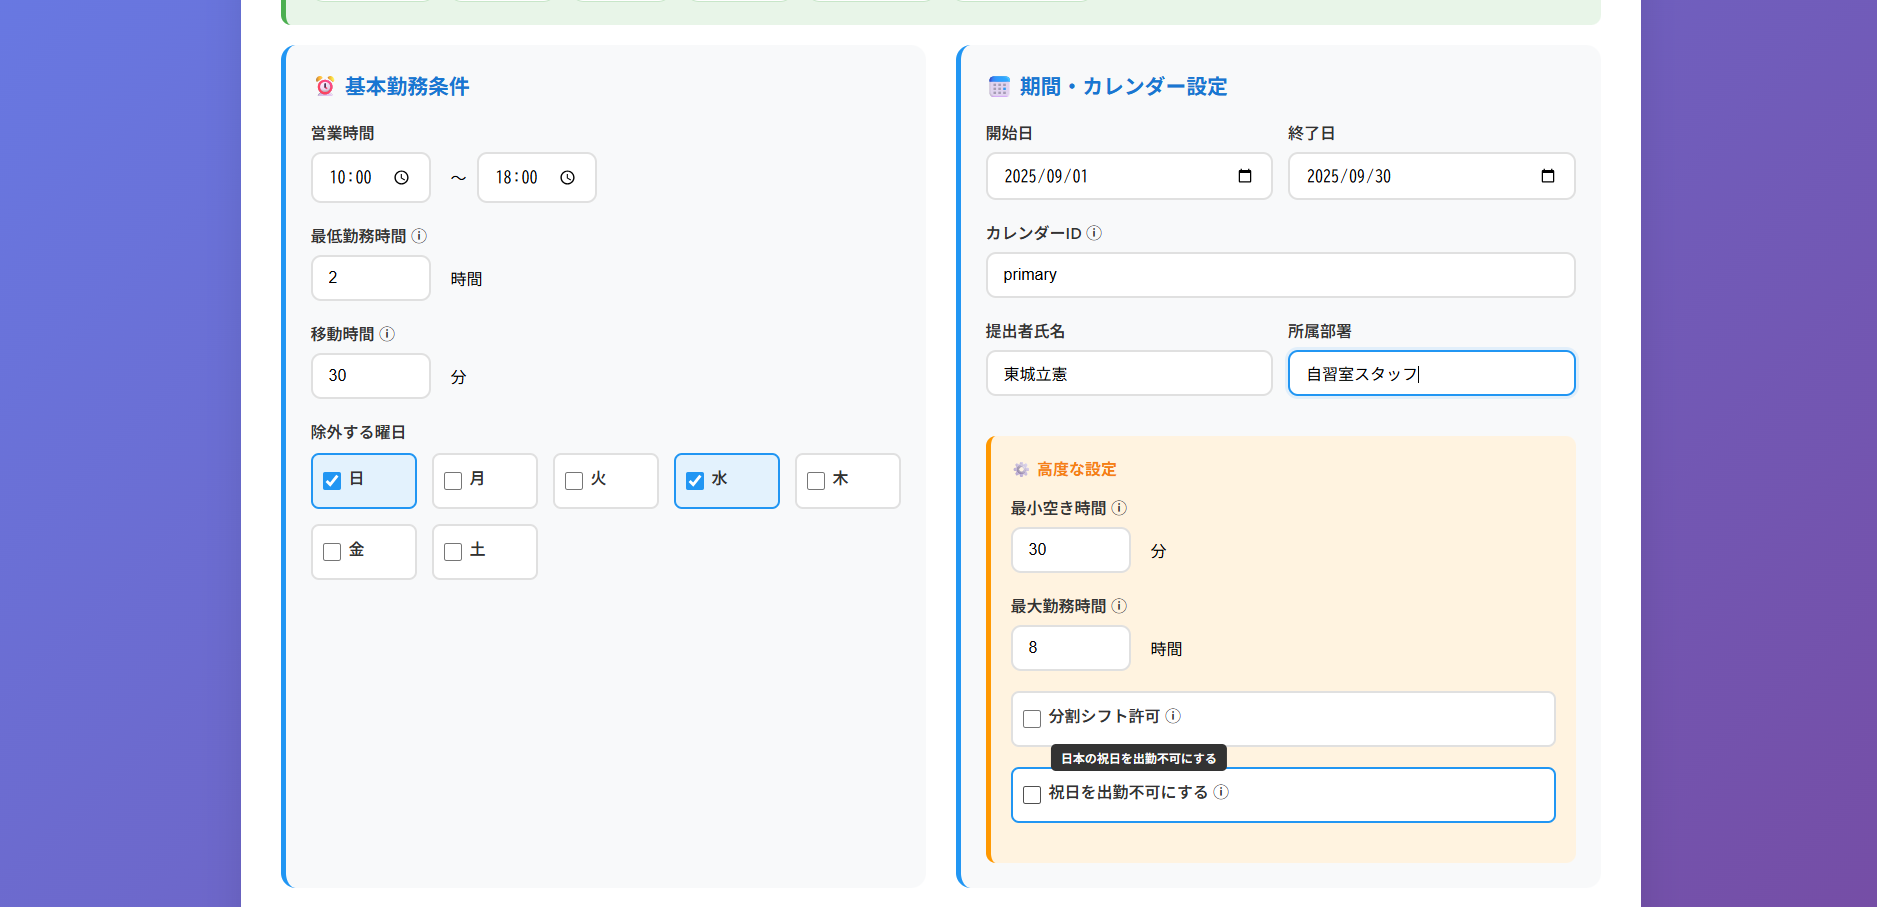 基本勤務条件
営業時間
10:00 ～ 18:00
最低勤務時間 ⓘ
2 時間
移動時間 ⓘ
30 分
除外する曜日
日 月 火 水 木
金 土
期間・カレンダー設定
開始日 終了日
2025/09/01 2025/09/30
カレンダーID ⓘ
primary
提出者氏名 所属部署
東城立憲 自習室スタッフ
高度な設定
最小空き時間 ⓘ
30 分
最大勤務時間 ⓘ
8 時間
分割シフト許可 ⓘ
日本の祝日を出勤不可にする
祝日を出勤不可にする ⓘ